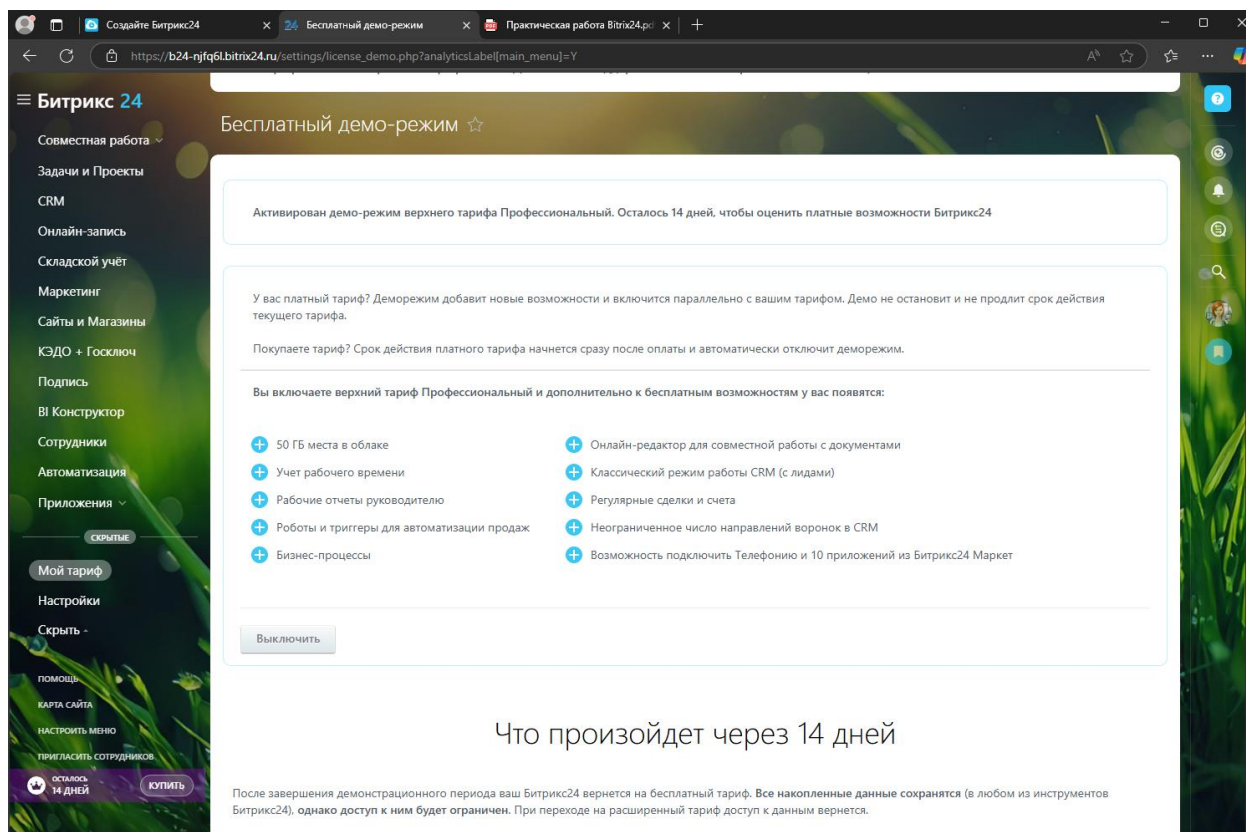 Создайте Битрикс24
24 Бесплатный демо-режим
PDF Практическая работа Bitrix24.pd
https://b24-njfq6l.bitrix24.ru/settings/license_demo.php?analyticsLabel[main_menu]=Y
Битрикс 24
Совместная работа
Задачи и Проекты
CRM
Онлайн-запись
Складской учёт
Маркетинг
Сайты и Магазины
КЭДО + Госключ
Подпись
BI Конструктор
Сотрудники
Автоматизация
Приложения
СКРЫТЫЕ
Мой тариф
Настройки
Скрыть
ПОМОЩЬ
КАРТА САЙТА
НАСТРОИТЬ МЕНЮ
ПРИГЛАСИТЬ СОТРУДНИКОВ
ОСТАЛОСЬ
14 ДНЕЙ
КУПИТЬ
Бесплатный демо-режим
Активирован демо-режим верхнего тарифа Профессиональный. Осталось 14 дней, чтобы оценить платные возможности Битрикс24
У вас платный тариф? Деморежим добавит новые возможности и включится параллельно с вашим тарифом. Демо не остановит и не продлит срок действия
текущего тарифа.
Покупаете тариф? Срок действия платного тарифа начнется сразу после оплаты и автоматически отключит деморежим.
Вы включаете верхний тариф Профессиональный и дополнительно к бесплатным возможностям у вас появятся:
50 ГБ места в облаке
Учет рабочего времени
Рабочие отчеты руководителю
Роботы и триггеры для автоматизации продаж
Бизнес-процессы
Онлайн-редактор для совместной работы с документами
Классический режим работы CRM (с лидами)
Регулярные сделки и счета
Неограниченное число направлений воронок в CRM
Возможность подключить Телефонию и 10 приложений из Битрикс24 Маркет
Выключить
Что произойдет через 14 дней
После завершения демонстрационного периода ваш Битрикс24 вернется на бесплатный тариф. Все накопленные данные сохранятся (в любом из инструментов
Битрикс24), однако доступ к ним будет ограничен. При переходе на расширенный тариф доступ к данным вернется.